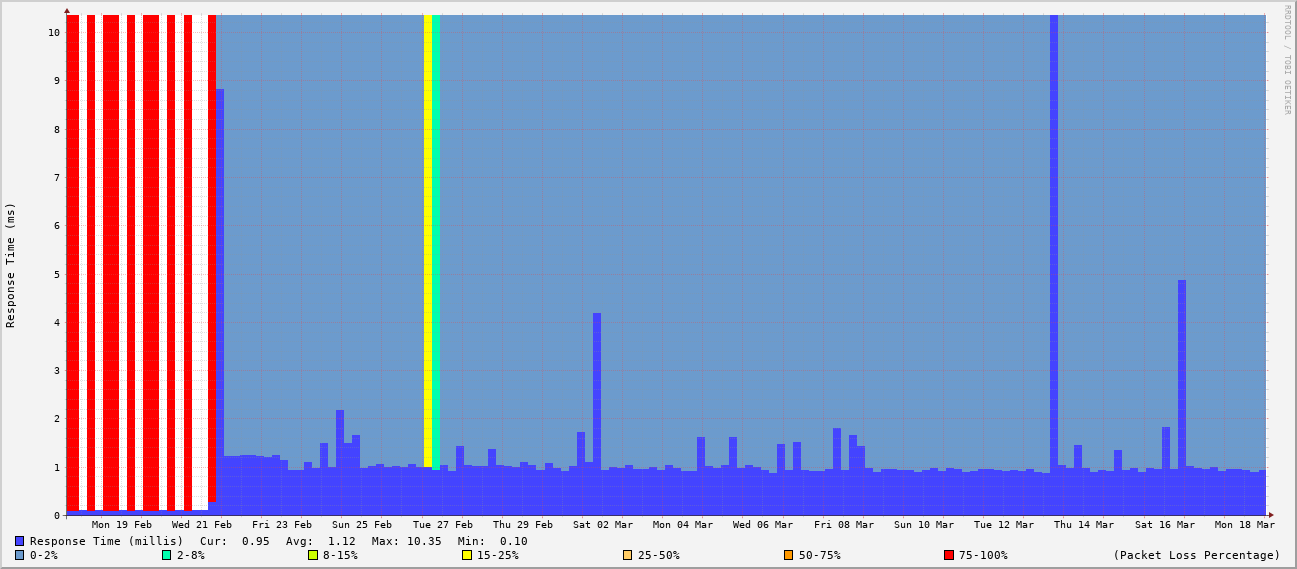 RRDTOOL / TOBI OETIKER
Response Time (ms)
10
9
8
7
6
5
4
3
2
1
0
Mon 19 Feb Wed 21 Feb Fri 23 Feb Sun 25 Feb Tue 27 Feb Thu 29 Feb Sat 02 Mar Mon 04 Mar Wed 06 Mar Fri 08 Mar Sun 10 Mar Tue 12 Mar Thu 14 Mar Sat 16 Mar Mon 18 Mar
Response Time (millis) Cur: 0.95 Avg: 1.12 Max: 10.35 Min: 0.10
0-2% 2-8% 8-15% 15-25% 25-50% 50-75% 75-100% (Packet Loss Percentage)